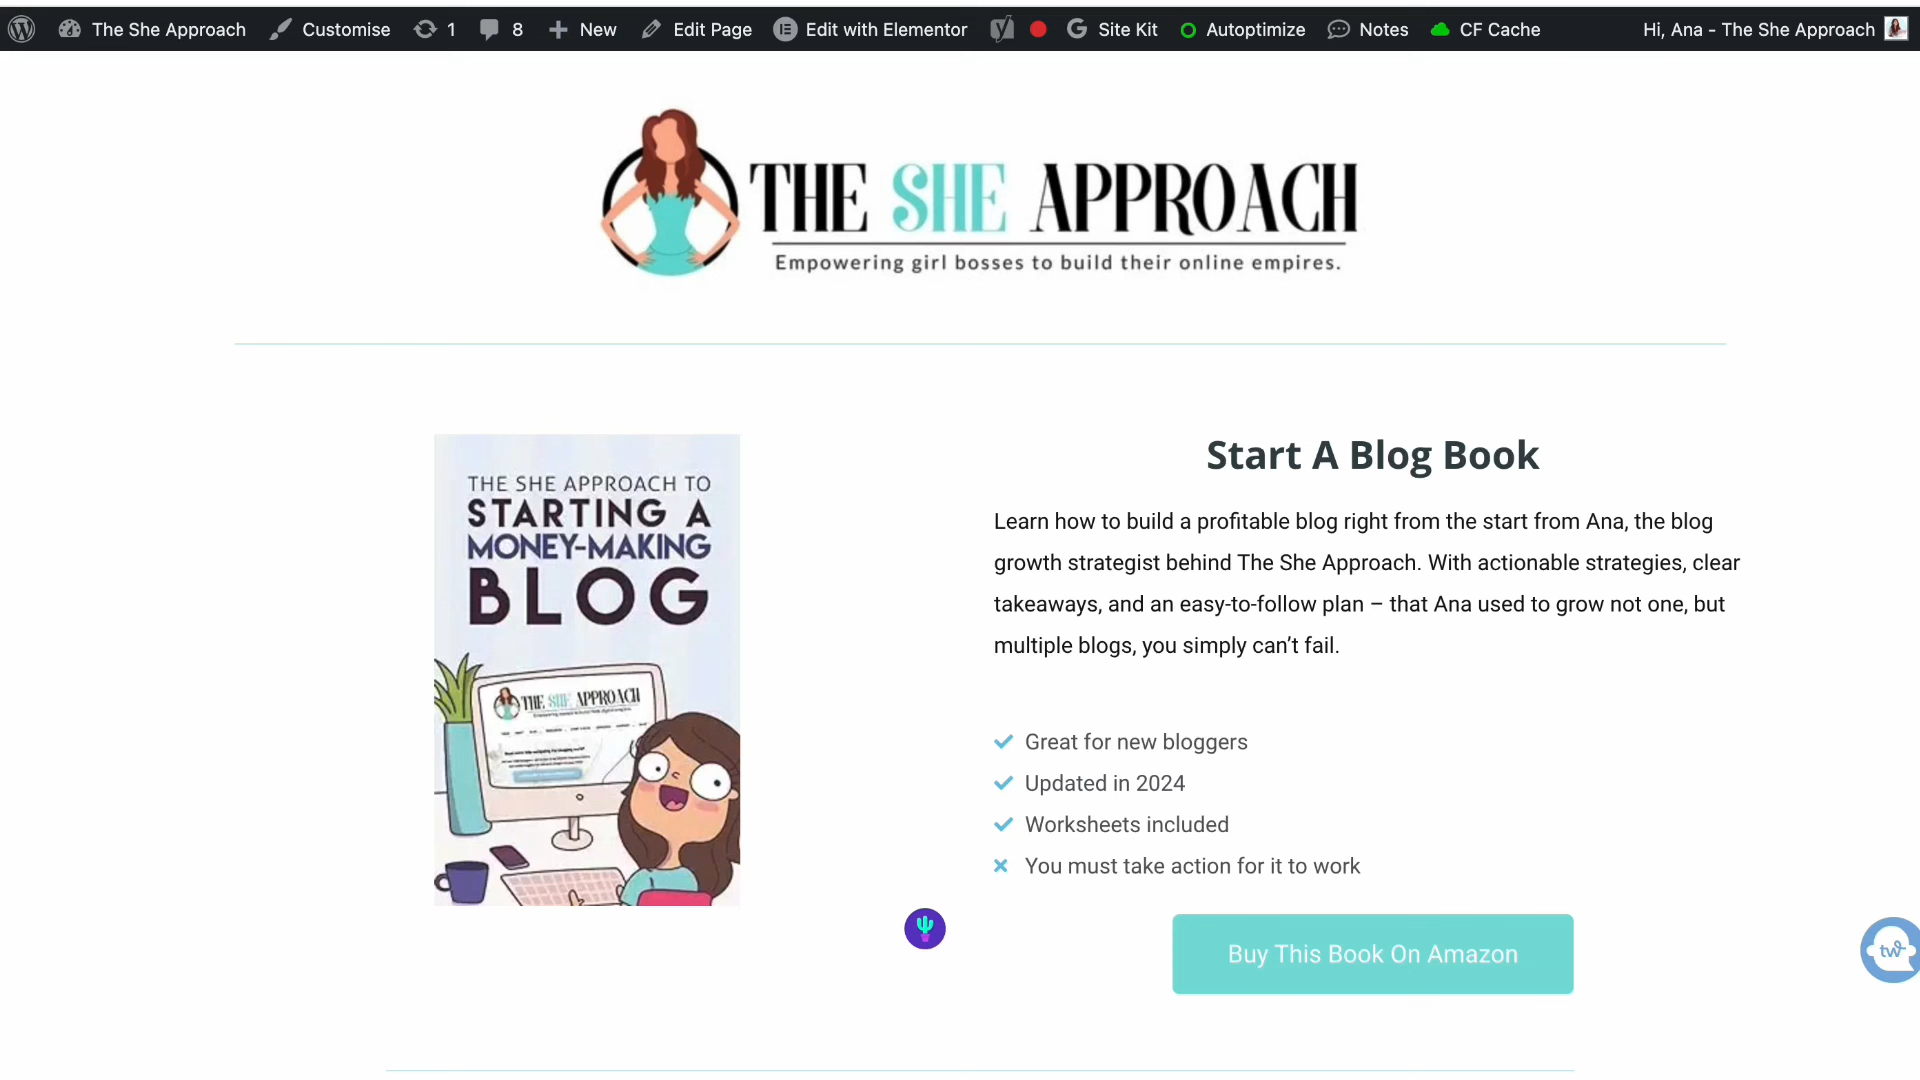 The She Approach Customise 1 8 New Edit Page Edit with Elementor Site Kit Autoptimize Notes CF Cache Hi, Ana - The She Approach
THE SHE APPROACH
Empowering girl bosses to build their online empires.
THE SHE APPROACH TO
STARTING A
MONEY-MAKING
BLOG
THE SHE APPROACH
Start A Blog Book
Learn how to build a profitable blog right from the start from Ana, the blog
growth strategist behind The She Approach. With actionable strategies, clear
takeaways, and an easy-to-follow plan – that Ana used to grow not one, but
multiple blogs, you simply can’t fail.
Great for new bloggers
Updated in 2024
Worksheets included
You must take action for it to work
Buy This Book On Amazon
tw